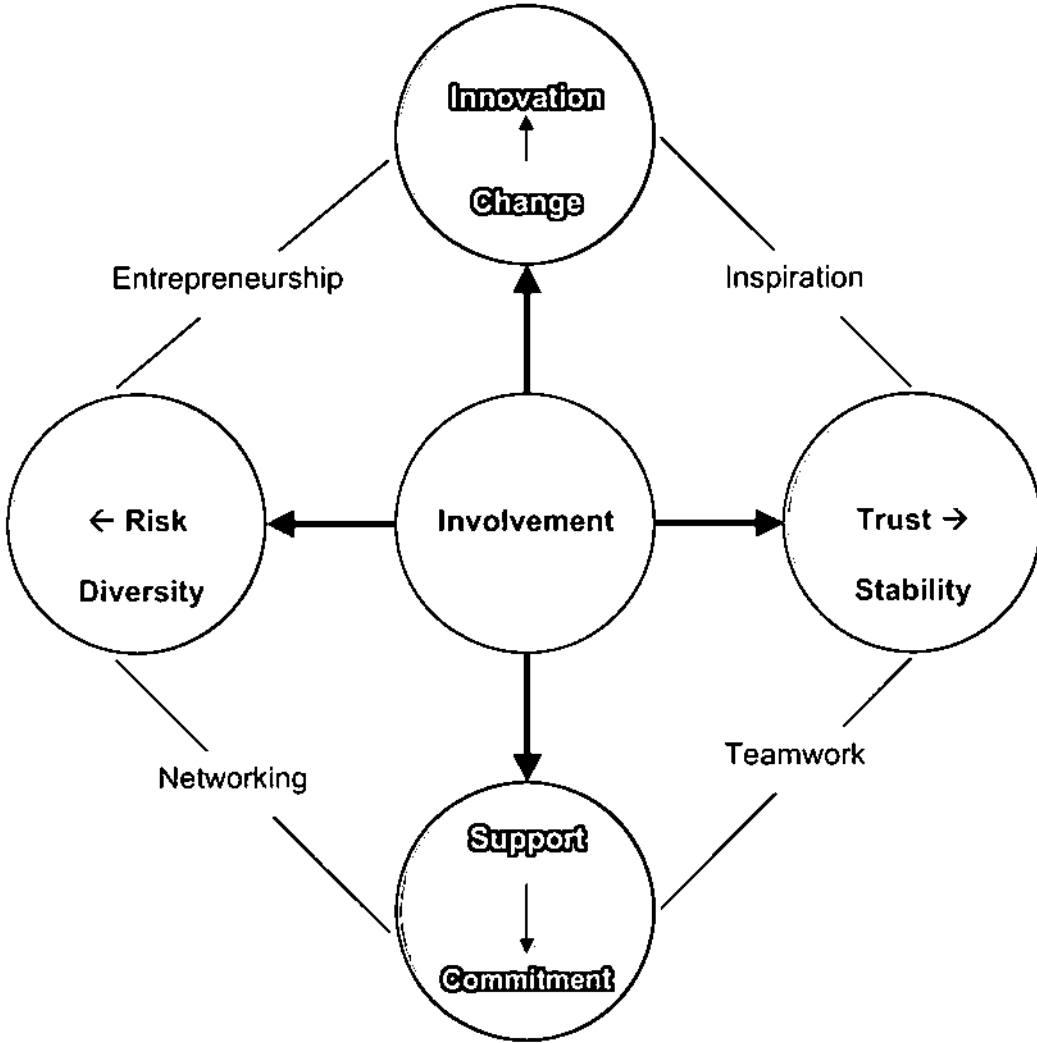 Innovation
Change
Entrepreneurship
Inspiration
← Risk
Diversity
Involvement
Trust →
Stability
Networking
Teamwork
Support
Commitment